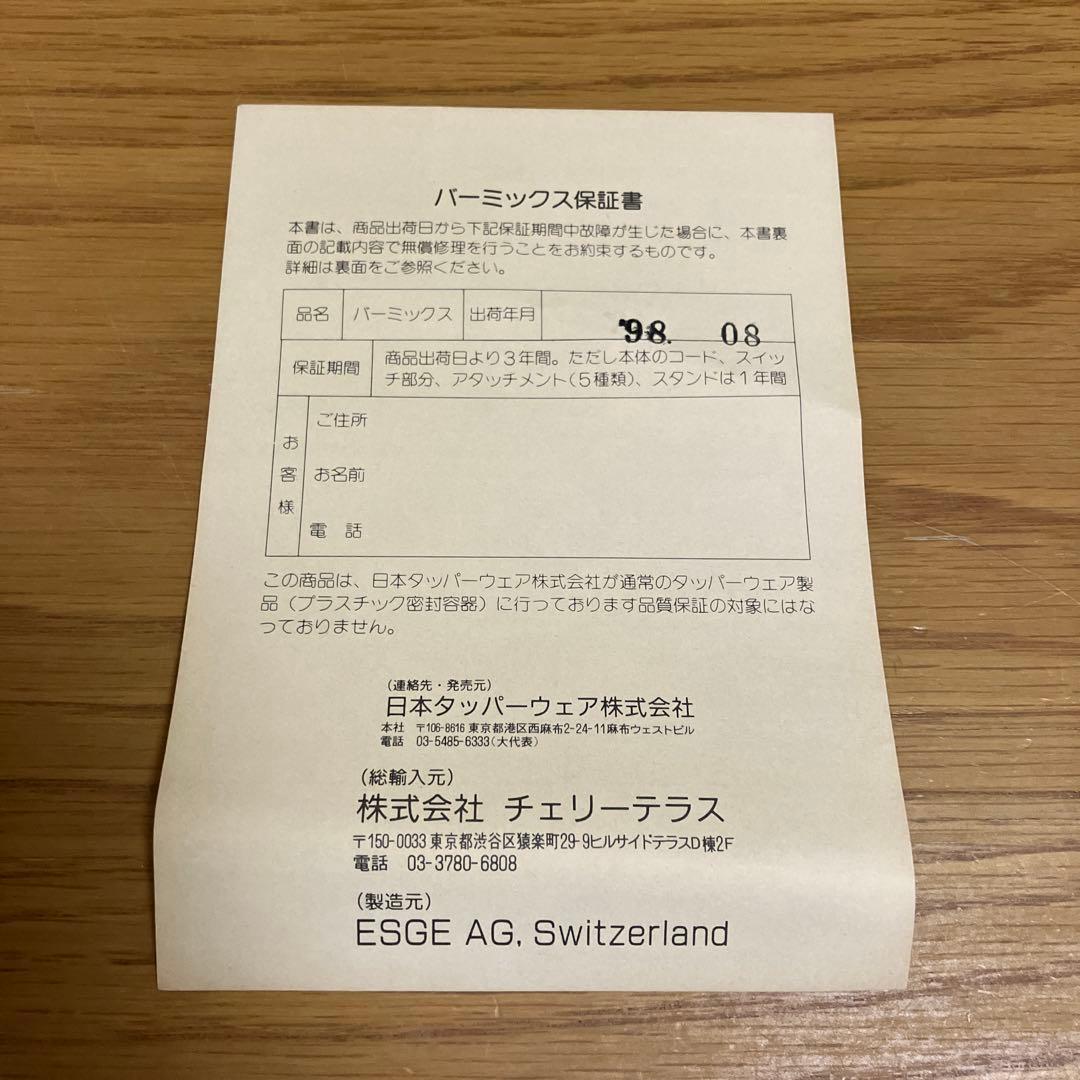 バーミックス保証書
本書は、商品出荷日から下記保証期間中故障が生じた場合に、本書裏
面の記載内容で無償修理を行うことをお約束するものです。
詳細は裏面をご参照ください。
品名 バーミックス 出荷年月 '98. 08
保証期間 商品出荷日より3年間。ただし本体のコード、スイッ
チ部分、アタッチメント(5種類)、スタンドは1年間
お客様
ご住所
お名前
電話
この商品は、日本タッパーウェア株式会社が通常のタッパーウェア製
品(プラスチック密封容器)に行っております品質保証の対象にはな
っておりません。
(連絡先・発売元)
日本タッパーウェア株式会社
本社 〒106-8616 東京都港区西麻布2-24-11麻布ウェストビル
電話 03-5485-6333(大代表)
(総輸入元)
株式会社 チェリーテラス
〒150-0033 東京都渋谷区猿楽町29-9ヒルサイドテラスD棟2F
電話 03-3780-6808
(製造元)
ESGE AG, Switzerland